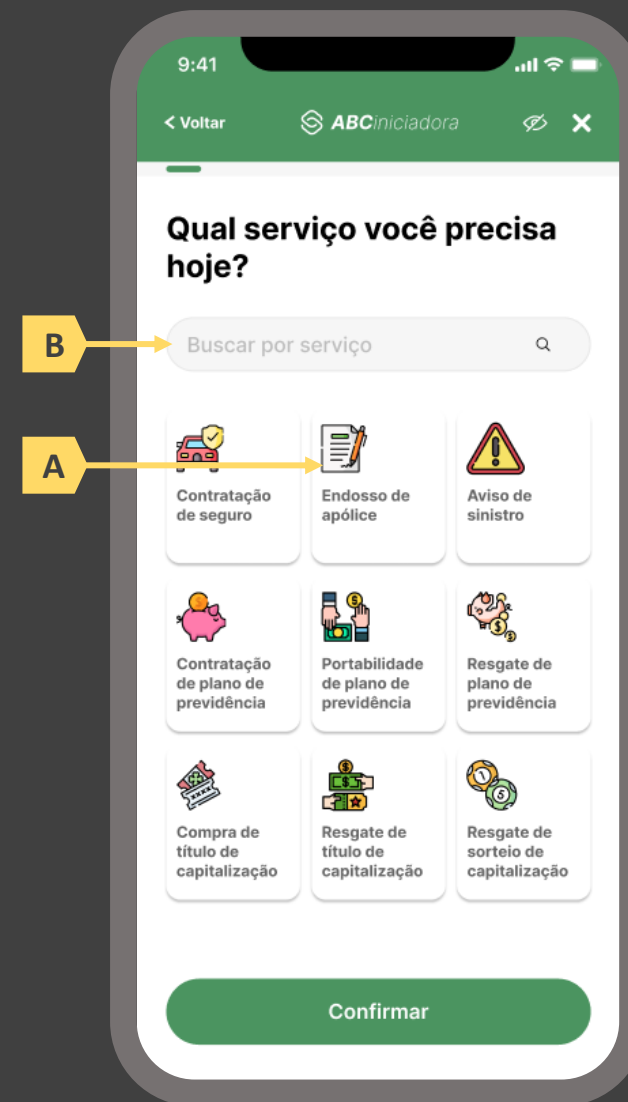 9:41
< Voltar
ABCiniciadora
Qual serviço você precisa
hoje?
B
Buscar por serviço
A
Contratação
de seguro
Endosso de
apólice
Aviso de
sinistro
Contratação
de plano de
previdência
Portabilidade
de plano de
previdência
Resgate de
plano de
previdência
Compra de
título de
capitalização
Resgate de
título de
capitalização
Resgate de
sorteio de
capitalização
Confirmar